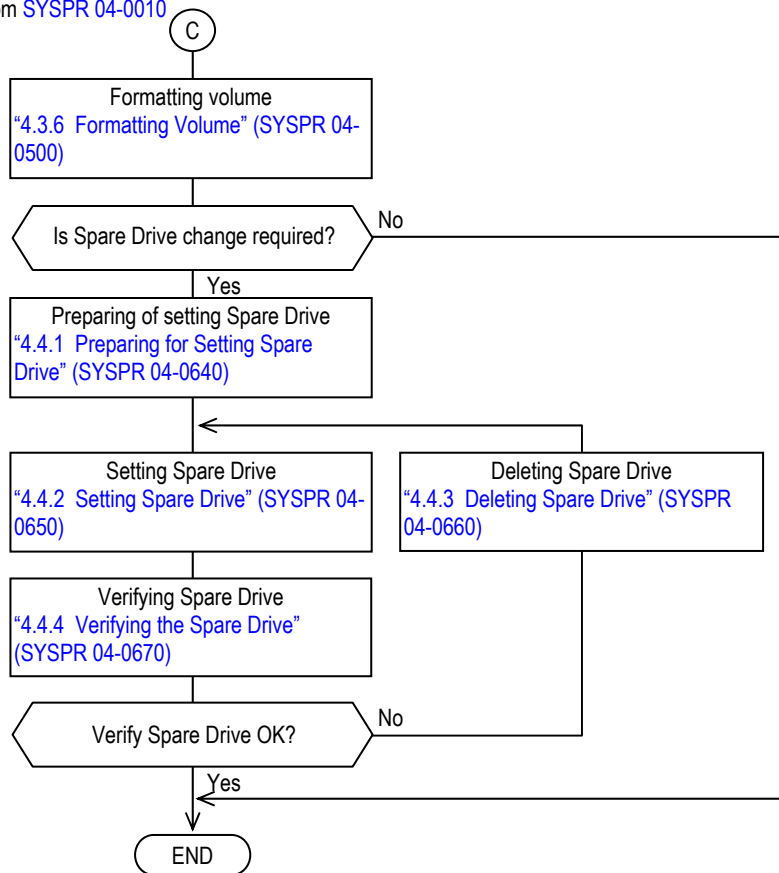 SYSPR 04-0010
C
Formatting volume
“4.3.6 Formatting Volume” (SYSPR 04-
0500)
Is Spare Drive change required?
No
Yes
Preparing of setting Spare Drive
“4.4.1 Preparing for Setting Spare
Drive” (SYSPR 04-0640)
Setting Spare Drive
“4.4.2 Setting Spare Drive” (SYSPR 04-
0650)
Deleting Spare Drive
“4.4.3 Deleting Spare Drive” (SYSPR
04-0660)
Verifying Spare Drive
“4.4.4 Verifying the Spare Drive”
(SYSPR 04-0670)
Verify Spare Drive OK?
No
Yes
END